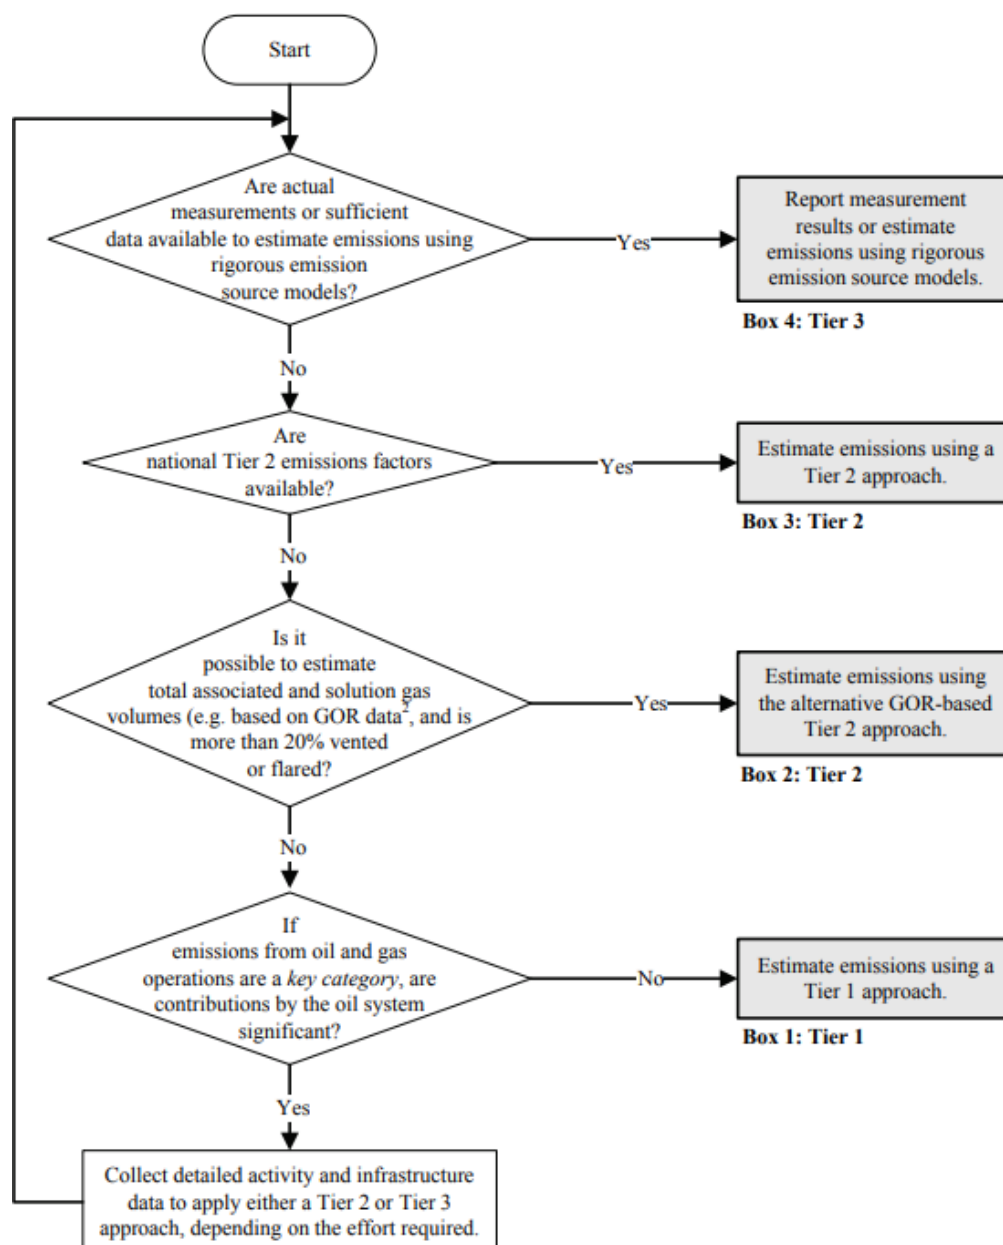 Start
Are actual
measurements or sufficient
data available to estimate emissions using
rigorous emission
source models?
Yes
Report measurement
results or estimate
emissions using rigorous
emission source models.
Box 4: Tier 3
No
Are
national Tier 2 emissions factors
available?
Yes
Estimate emissions using a
Tier 2 approach.
Box 3: Tier 2
No
Is it
possible to estimate
total associated and solution gas
volumes (e.g. based on GOR data², and is
more than 20% vented
or flared?
Yes
Estimate emissions using
the alternative GOR-based
Tier 2 approach.
Box 2: Tier 2
No
If
emissions from oil and gas
operations are a key category, are
contributions by the oil system
significant?
No
Estimate emissions using a
Tier 1 approach.
Box 1: Tier 1
Yes
Collect detailed activity and infrastructure
data to apply either a Tier 2 or Tier 3
approach, depending on the effort required.